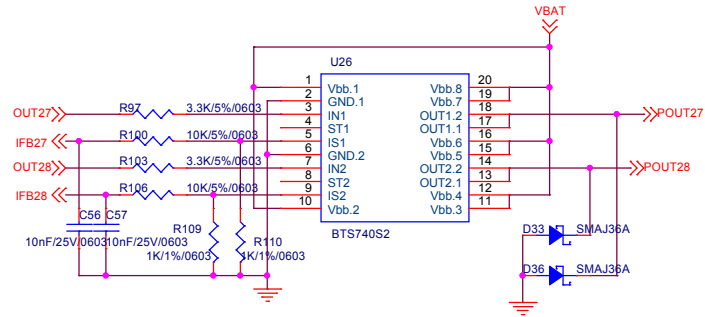 VBAT
U26
1 Vbb.1 Vbb.8 20
2 GND.1 Vbb.7 19
OUT27 R97 3.3K/5%/0603 3 IN1 OUT1.2 18 POUT27
4 ST1 OUT1.1 17
IFB27 R100 10K/5%/0603 5 IS1 Vbb.6 16
6 GND.2 Vbb.5 15
OUT28 R103 3.3K/5%/0603 7 IN2 OUT2.2 14 POUT28
8 ST2 OUT2.1 13
IFB28 R106 10K/5%/0603 9 IS2 Vbb.4 12
10 Vbb.2 Vbb.3 11
C56 C57
R109 BTS740S2 D33 SMAJ36A
10nF/25V/0603 10nF/25V/0603 R110
1K/1%/0603 1K/1%/0603
D36 SMAJ36A